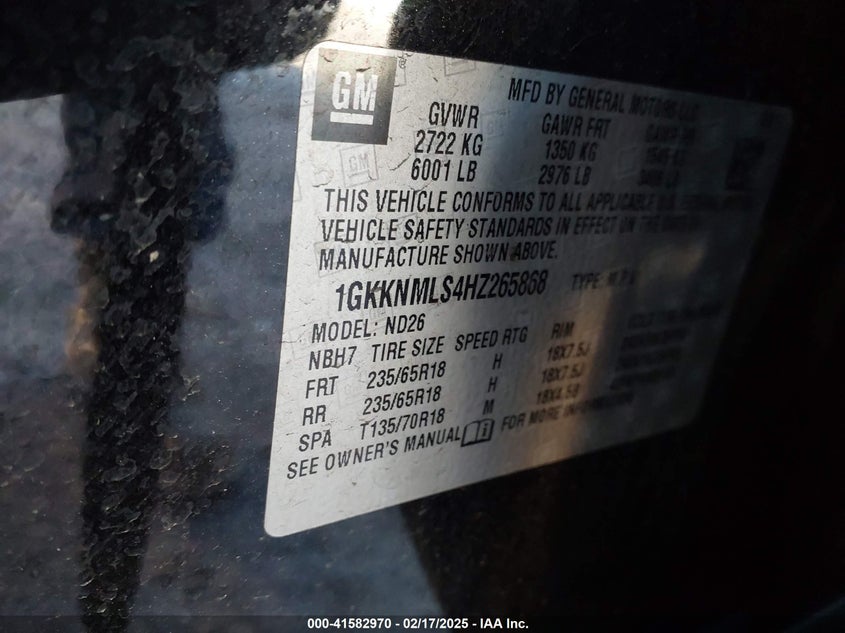 GM
MFD BY GENERAL MOTORS LLC
GVWR GAWR FRT
2722 KG 1350 KG
6001 LB 2976 LB
THIS VEHICLE CONFORMS TO ALL APPLICABLE
VEHICLE SAFETY STANDARDS IN EFFECT ON THE
MANUFACTURE SHOWN ABOVE.
1GKKNMLS4HZ265868 TYPE:
MODEL: ND26
NBH7 TIRE SIZE SPEED RTG RIM
FRT 235/65R18 H 18X7.5J
RR 235/65R18 H 18X7.5J
SPA T135/70R18 M 18X4.5B
SEE OWNER'S MANUAL FOR MORE INFORMATION
000-41582970 - 02/17/2025 - IAA Inc.